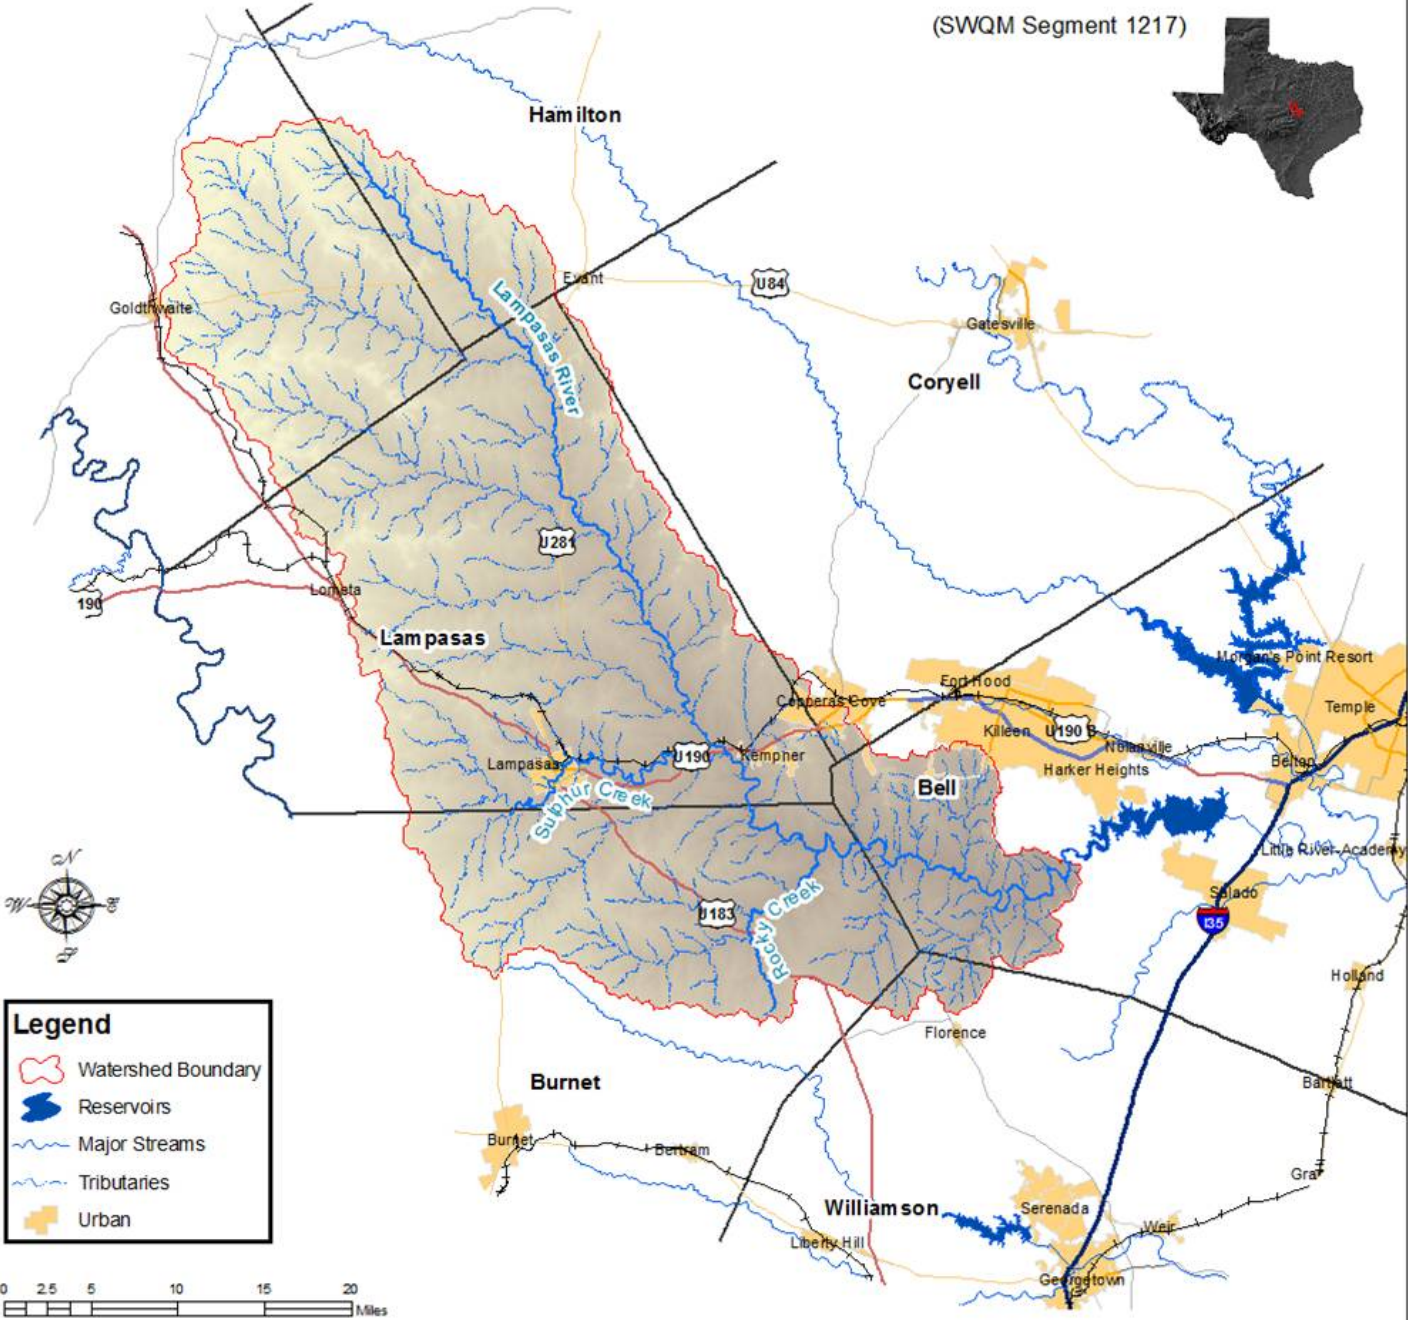 (SWQM Segment 1217)
Hamilton
Evant
U84
Goldthwaite
Lampasas River
Gatesville
Coryell
U281
190
Lometa
Lampasas
Morgan's Point Resort
Fort Hood
Copperas Cove
Temple
Killeen
U190 B
Nolanville
U190
Kempner
Lampasas
Harker Heights
Belton
Sulphur Creek
Bell
Little River-Academy
Salado
U183
Rocky Creek
I35
N
W
E
S
Holland
Florence
Legend
Watershed Boundary
Reservoirs
Major Streams
Tributaries
Urban
Burnet
Bartlett
Burnet
Bertram
Gra
Williamson
Serenada
Weir
Liberty Hill
Georgetown
0 2.5 5 10 15 20
Miles